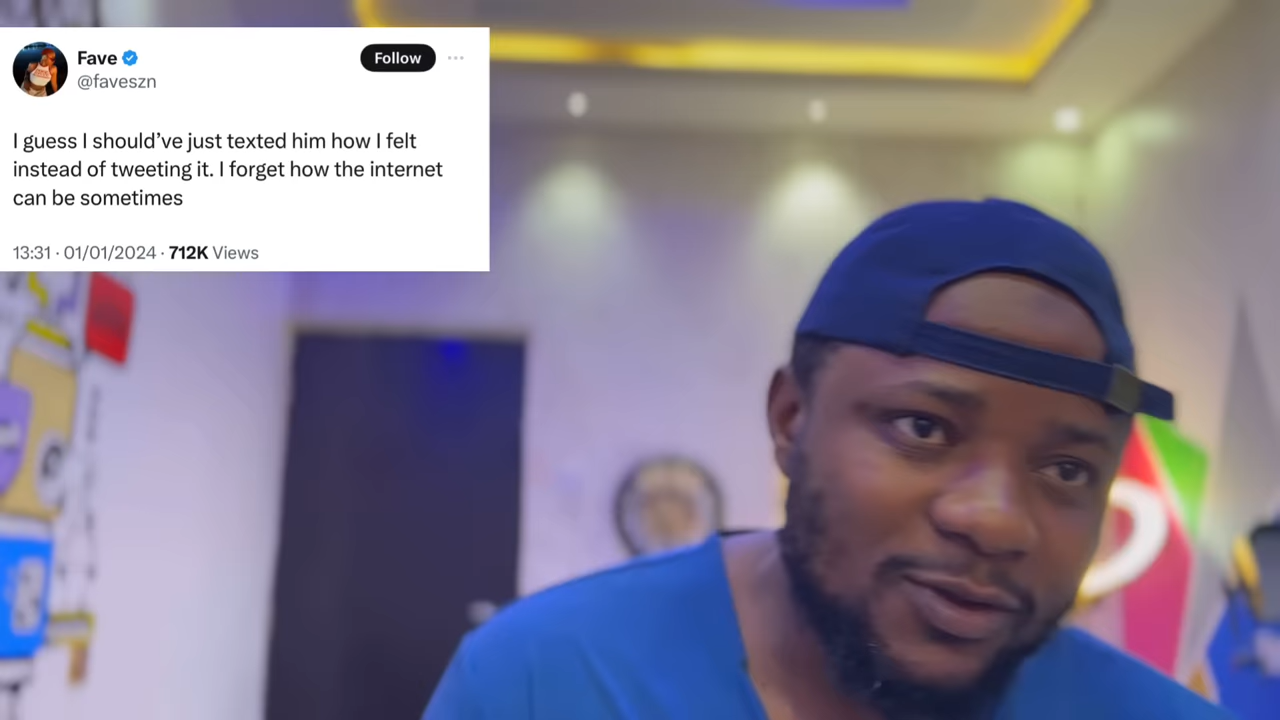 Fave
Follow
@faveszn
I guess I should've just texted him how I felt
instead of tweeting it. I forget how the internet
can be sometimes
13:31 · 01/01/2024 · 712K Views